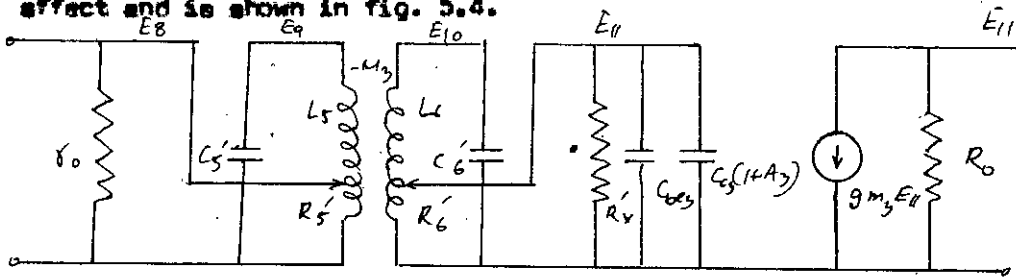 effect and is shown in fig. 5.4.
E8 E9 E10 E11 E11
-M3
L5 L6
r0 C5' C6' R0
R5' R6' R'x Cbe3 Cc3(1+A3) gm3E11